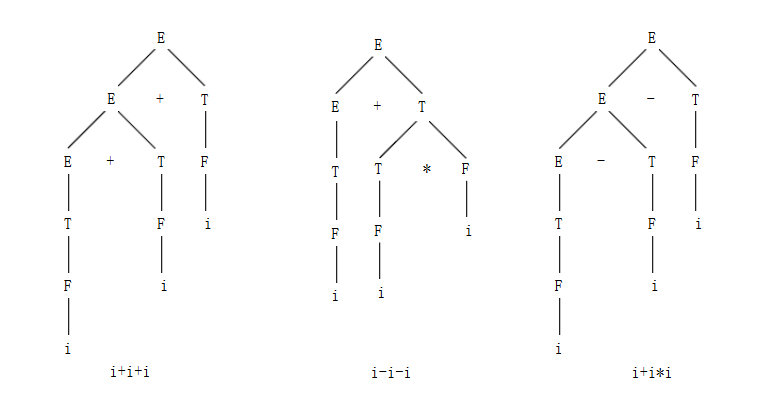 E
E + T
E + T F
T F i
F i
i
i+i+i
E
E + T
T T * F
F F i
i i
i-i-i
E
E - T
E - T F
T F i
F i
i
i+i*i